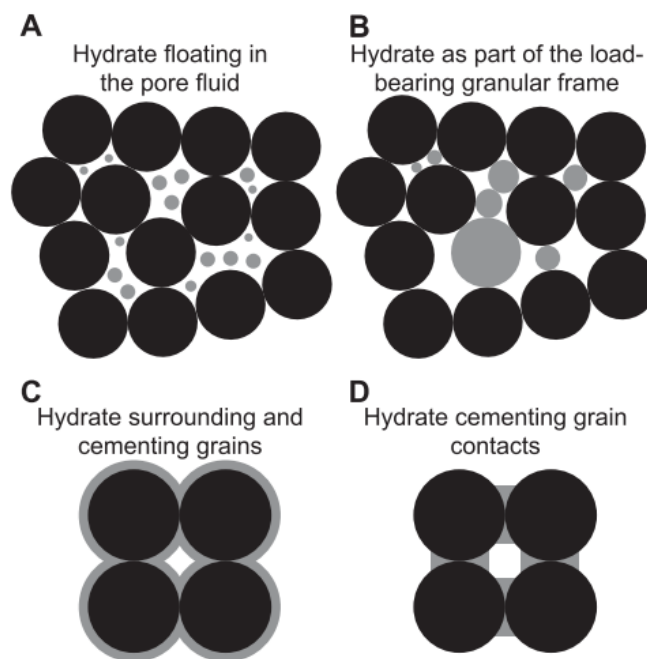 A
Hydrate floating in
the pore fluid
B
Hydrate as part of the load-
bearing granular frame
C
Hydrate surrounding and
cementing grains
D
Hydrate cementing grain
contacts